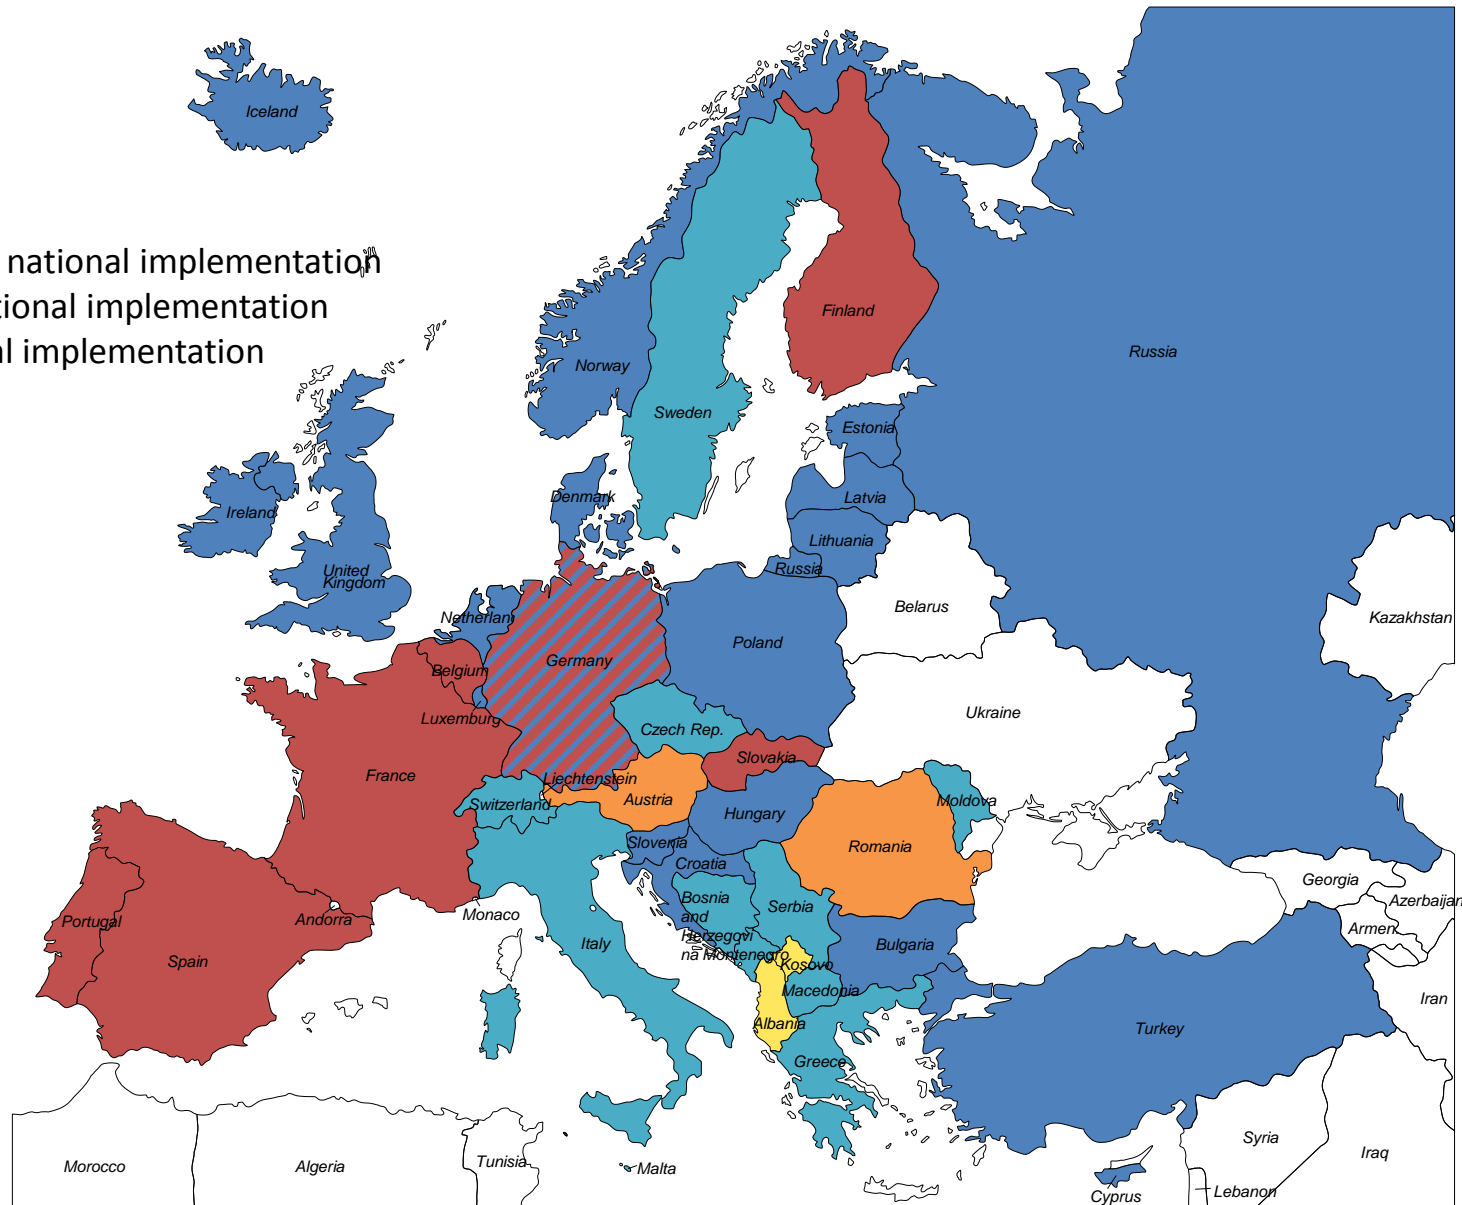 Iceland
national implementation
tional implementation
l implementation
Finland
Russia
Norway
Sweden
Estonia
Latvia
Denmark
Ireland
Lithuania
United
Kingdom
Russia
Belarus
Netherlan
Kazakhstan
Poland
Germany
Belgium
Luxemburg
Ukraine
Czech Rep.
Slovakia
France
Liechtenstein
Austria
Switzerland
Moldova
Hungary
Slovenia
Romania
Croatia
Georgia
Bosnia
and
Herzegovi
na Montenegro
Serbia
Azerbaijan
Andorra
Monaco
Portugal
Armen
Italy
Bulgaria
Spain
Kosovo
Macedonia
Iran
Albania
Turkey
Greece
Syria
Iraq
Morocco
Algeria
Tunisia
Malta
Cyprus
Lebanon